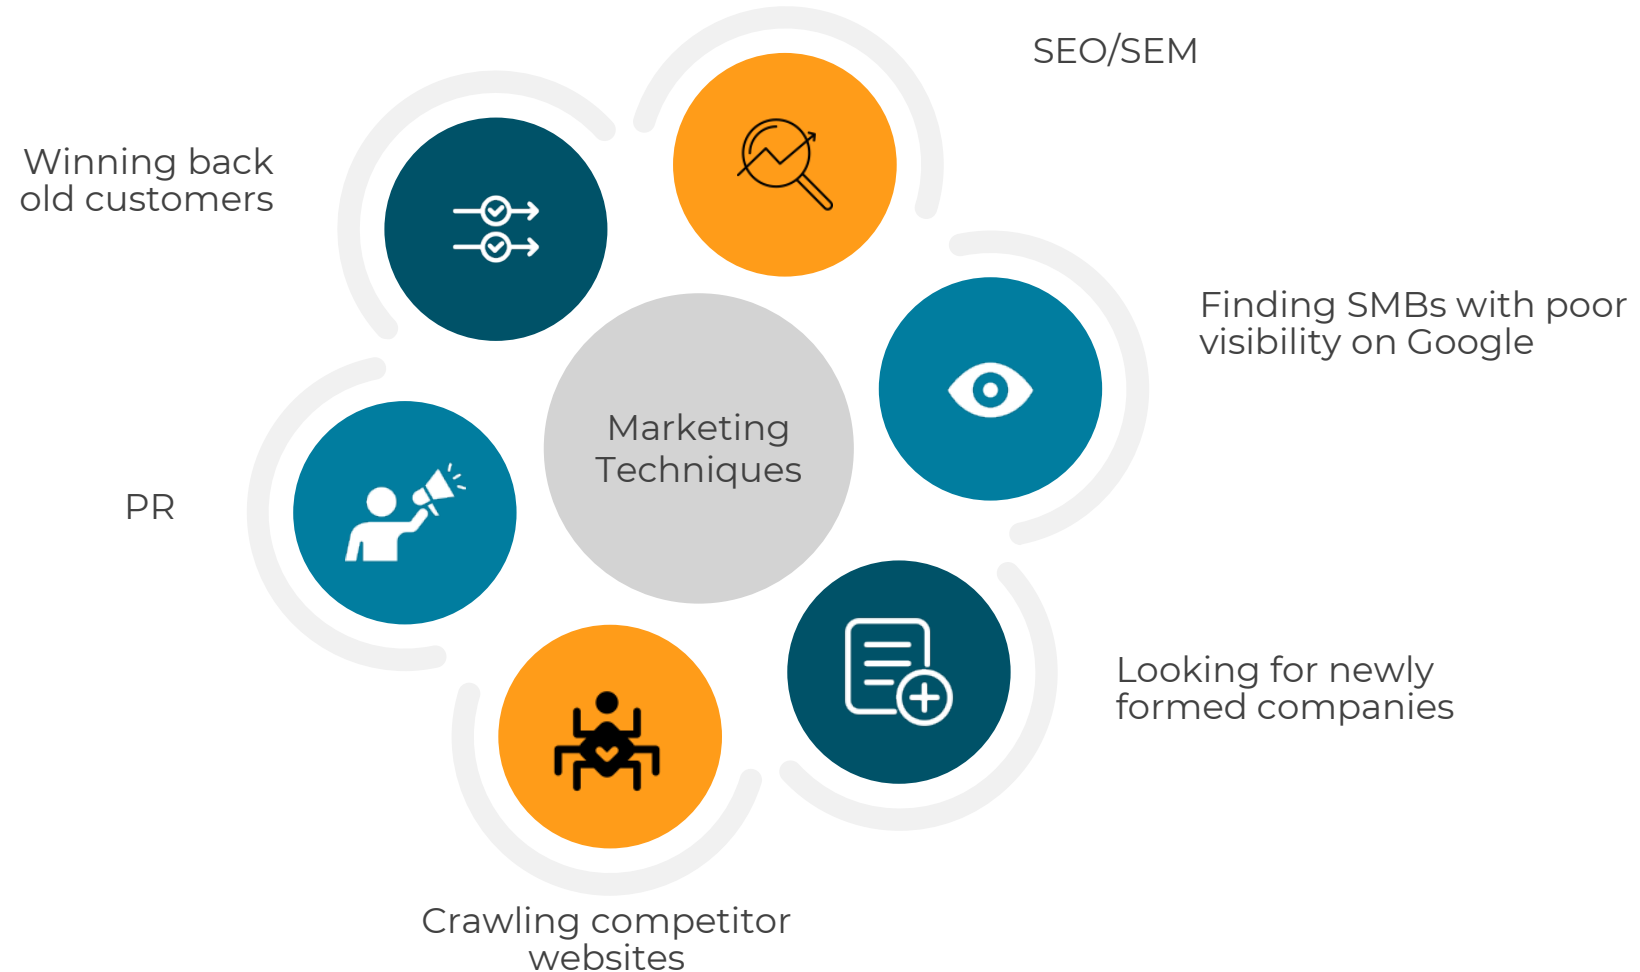 SEO/SEM
Winning back
old customers
Finding SMBs with poor
visibility on Google
Marketing
Techniques
PR
Looking for newly
formed companies
Crawling competitor
websites